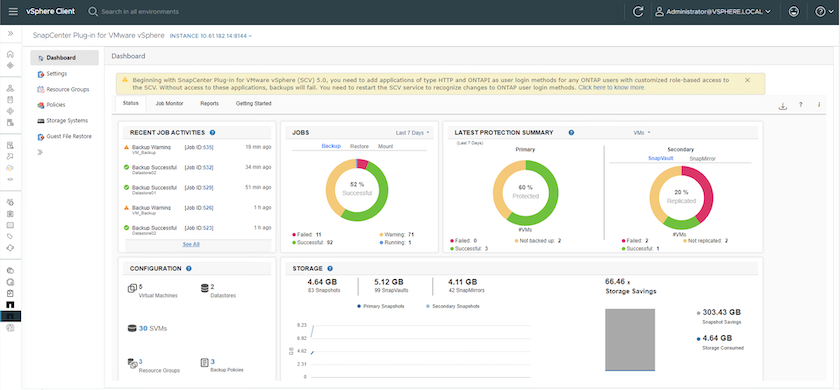 vSphere Client
Search in all environments
Administrator@VSPHERE.LOCAL
SnapCenter Plug-in for VMware vSphere INSTANCE 10.61.182.14:9144
Dashboard
Settings
Resource Groups
Policies
Storage Systems
Guest File Restore
Dashboard
Beginning with SnapCenter Plug-in for VMware vSphere (SCV) 5.0, you need to add applications of type HTTP and ONTAPI as user login methods for any ONTAP users with customized role-based access to
the SCV. Without access to these applications, backups will fail. You need to restart the SCV service to recognize changes to ONTAP user login methods. Click here to know more.
Status Job Monitor Reports Getting Started
RECENT JOB ACTIVITIES
Backup Warning [Job ID:535] 19 min ago
VM_Backup
Backup Successful [Job ID:532] 34 min ago
Datastore02
Backup Successful [Job ID:529] 51 min ago
Datastore01
Backup Warning [Job ID:526] 1 h ago
VM_Backup
Backup Successful [Job ID:523] 1 h ago
Datastore02
See All
JOBS Last 7 Days
Backup Restore Mount
52 %
Successful
Failed: 11 Warning: 71
Successful: 92 Running: 1
LATEST PROTECTION SUMMARY VMs
(Last 7 Days)
Primary
60 %
Protected
#VMs
Failed: 0 Not backed up: 2
Successful: 3
Secondary
SnapVault SnapMirror
20 %
Replicated
#VMs
Failed: 2 Not replicated: 2
Successful: 1
CONFIGURATION
5
Virtual Machines
2
Datastores
30 SVMs
3
Resource Groups
3
Backup Policies
STORAGE
4.64 GB
83 Snapshots
5.12 GB
99 SnapVaults
4.11 GB
42 SnapMirrors
Primary Snapshots Secondary Snapshots
GB
9.23
6.92
4.62
2.31
0
66.46 x
Storage Savings
303.43 GB
Snapshot Savings
4.64 GB
Storage Consumed